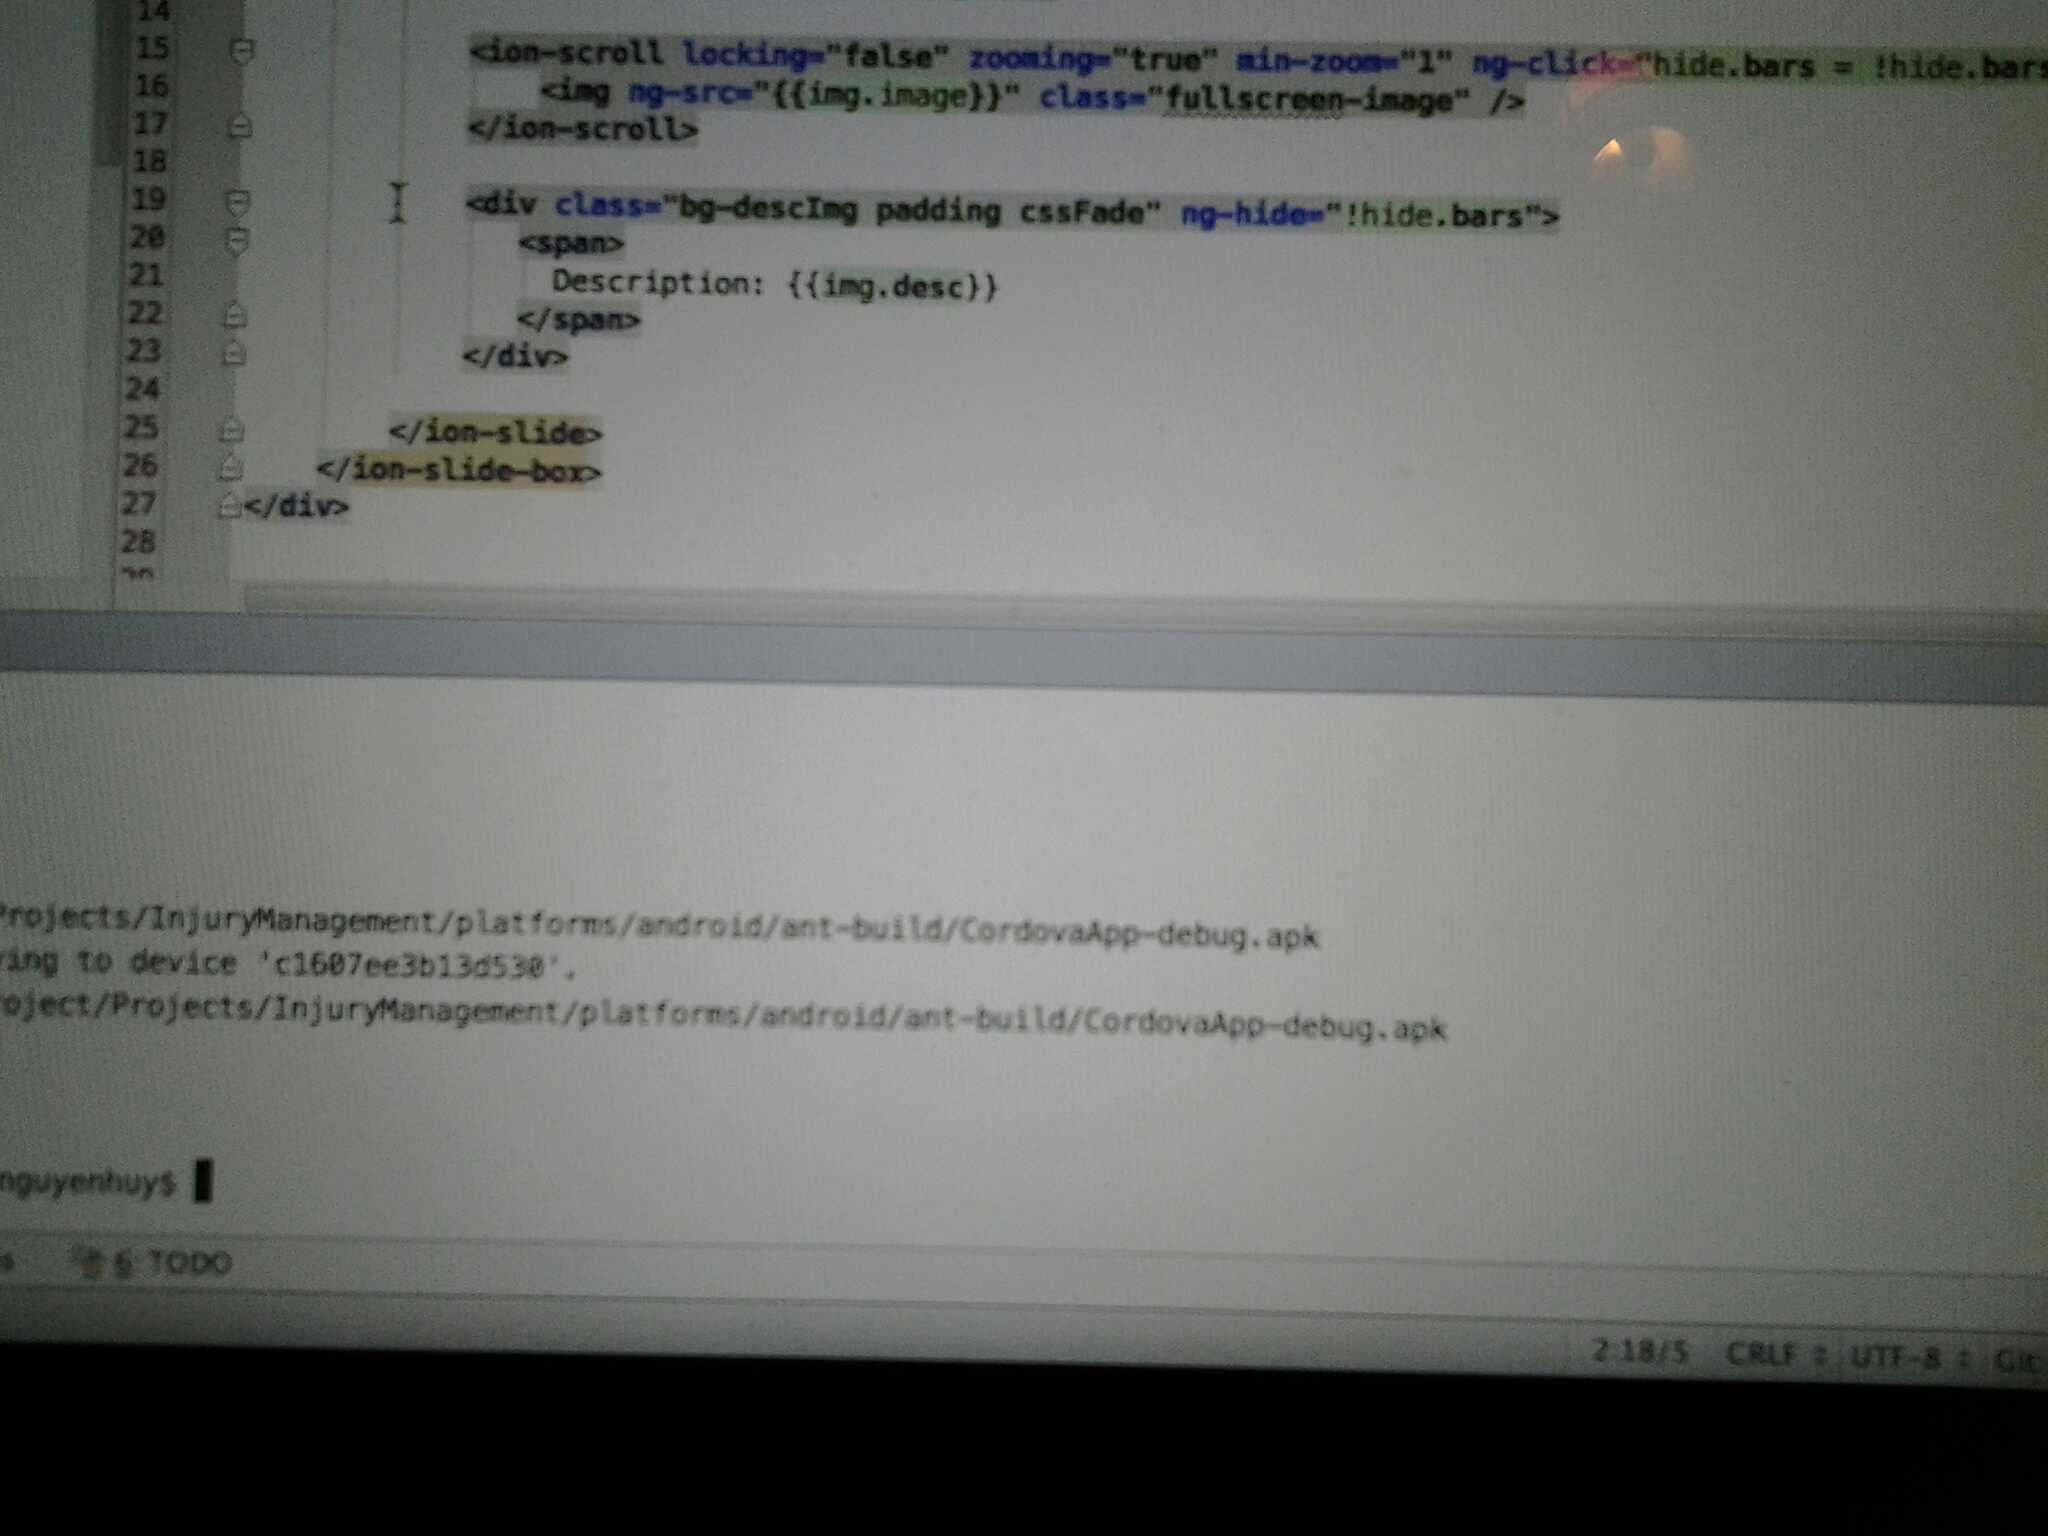 14
15 <ion-scroll locking="false" zooming="true" min-zoom="1" ng-click="hide.bars = !hide.bars
16 <img ng-src="{{img.image}}" class="fullscreen-image" />
17 </ion-scroll>
18
19 <div class="bg-descImg padding cssFade" ng-hide="!hide.bars">
20 <span>
21 Description: {{img.desc}}
22 </span>
23 </div>
24
25 </ion-slide>
26 </ion-slide-box>
27 </div>
28
Projects/InjuryManagement/platforms/android/ant-build/CordovaApp-debug.apk
ying to device 'c1607ee3b13d530'.
oject/Projects/InjuryManagement/platforms/android/ant-build/CordovaApp-debug.apk
nguyenhuy$
6: TODO
2:18/5 CRLF UTF-8 Git